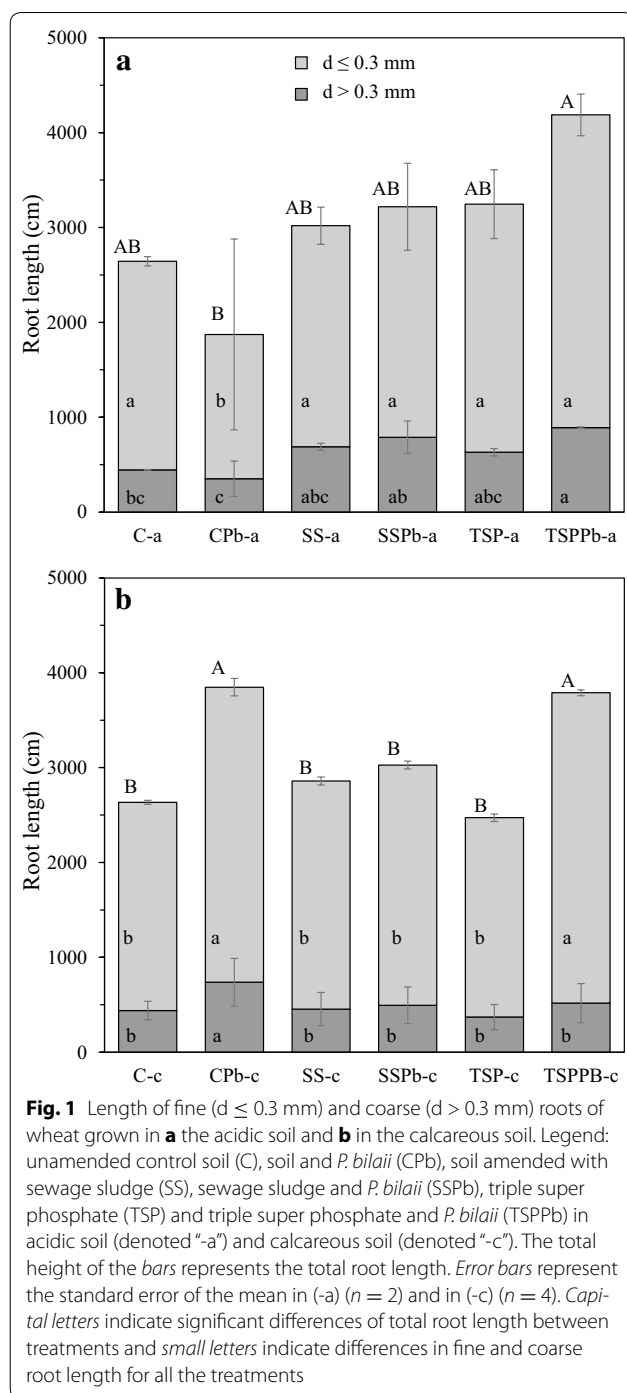 5000
a
d ≤ 0.3 mm
d > 0.3 mm
A
4000
AB
AB
AB
3000
AB
Root length (cm)
B
2000
a
b
a
a
a
a
1000
bc
c
abc
ab
abc
a
0
C-a
CPb-a
SS-a
SSPb-a
TSP-a
TSPPb-a
5000
b
A
A
4000
B
B
B
B
3000
Root length (cm)
2000
b
a
b
b
b
a
1000
b
a
b
b
b
b
0
C-c
CPb-c
SS-c
SSPb-c
TSP-c
TSPPB-c
Fig. 1 Length of fine (d ≤ 0.3 mm) and coarse (d > 0.3 mm) roots of
wheat grown in a the acidic soil and b in the calcareous soil. Legend:
unamended control soil (C), soil and P. bilaii (CPb), soil amended with
sewage sludge (SS), sewage sludge and P. bilaii (SSPb), triple super
phosphate (TSP) and triple super phosphate and P. bilaii (TSPPb) in
acidic soil (denoted "-a") and calcareous soil (denoted "-c"). The total
height of the bars represents the total root length. Error bars represent
the standard error of the mean in (-a) (n = 2) and in (-c) (n = 4). Capi-
tal letters indicate significant differences of total root length between
treatments and small letters indicate differences in fine and coarse
root length for all the treatments